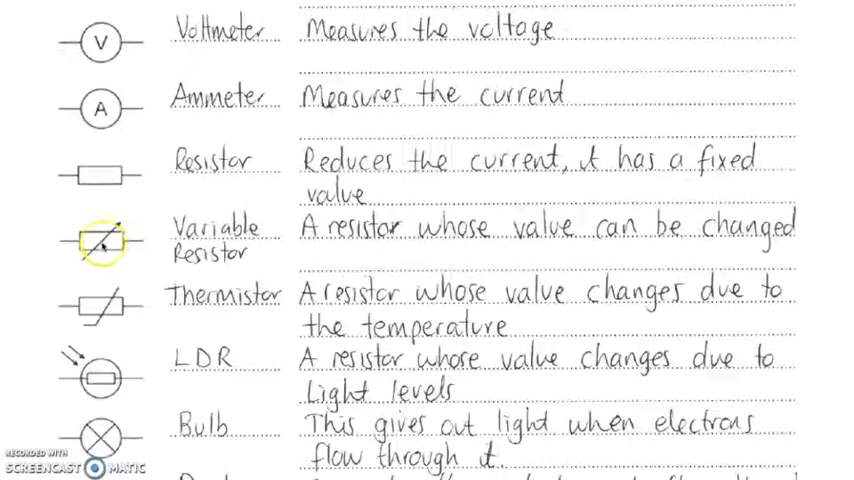 V
Voltmeter Measures the voltage
A
Ammeter Measures the current
Resistor Reduces the current, it has a fixed
value
Variable A resistor whose value can be changed
Resistor
Thermistor A resistor whose value changes due to
the temperature
LDR A resistor whose value changes due to
Light levels
Bulb This gives out light when electrons
flow through it.
RECORDED WITH
SCREENCAST MATIC